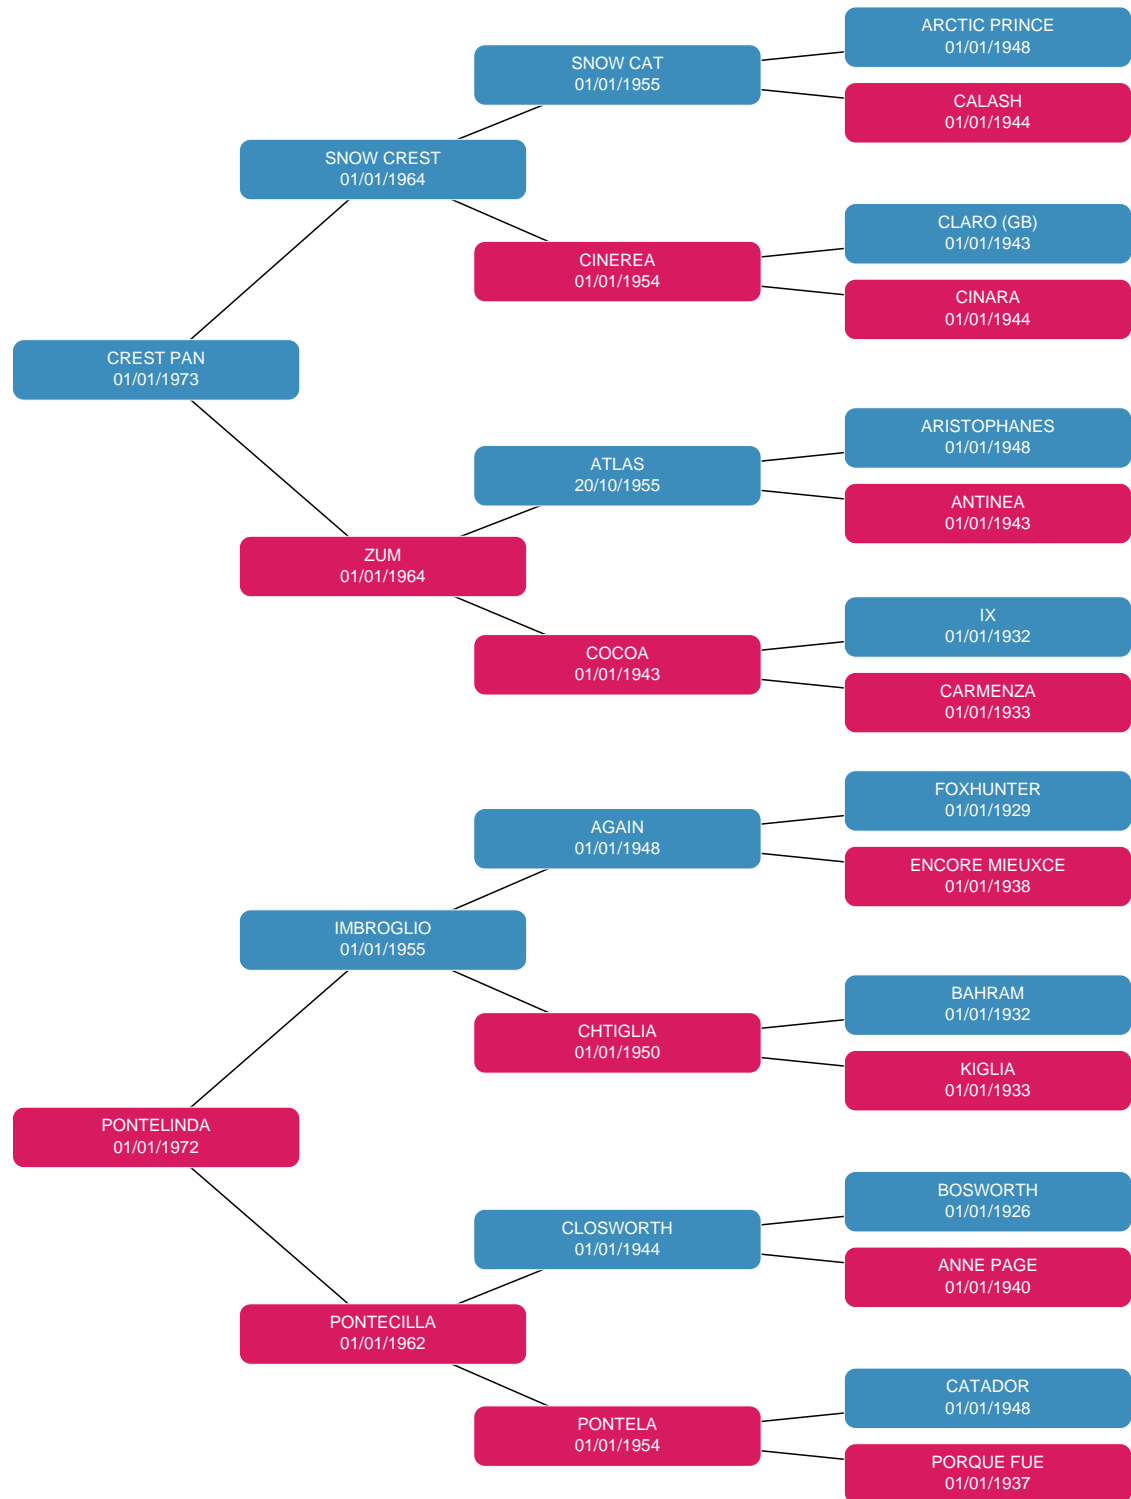 ARCTIC PRINCE
01/01/1948
SNOW CAT
01/01/1955
CALASH
01/01/1944
SNOW CREST
01/01/1964
CLARO (GB)
01/01/1943
CINEREA
01/01/1954
CINARA
01/01/1944
CREST PAN
01/01/1973
ARISTOPHANES
01/01/1948
ATLAS
20/10/1955
ANTINEA
01/01/1943
ZUM
01/01/1964
IX
01/01/1932
COCOA
01/01/1943
CARMENZA
01/01/1933
FOXHUNTER
01/01/1929
AGAIN
01/01/1948
ENCORE MIEUXCE
01/01/1938
IMBROGLIO
01/01/1955
BAHRAM
01/01/1932
CHTIGLIA
01/01/1950
KIGLIA
01/01/1933
PONTELINDA
01/01/1972
BOSWORTH
01/01/1926
CLOSWORTH
01/01/1944
ANNE PAGE
01/01/1940
PONTECILLA
01/01/1962
CATADOR
01/01/1948
PONTELA
01/01/1954
PORQUE FUE
01/01/1937